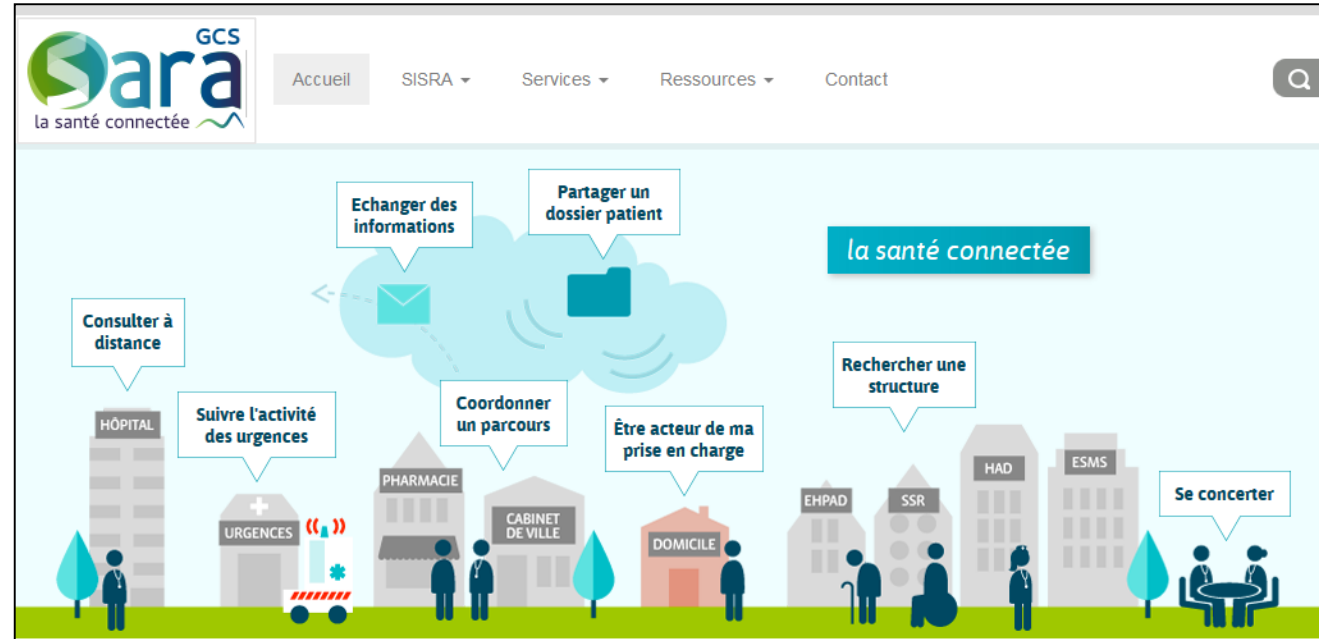 GCS
Sara
la santé connectée
Accueil
SISRA
Services
Ressources
Contact
Echanger des
informations
Partager un
dossier patient
la santé connectée
Consulter à
distance
Suivre l'activité
des urgences
Coordonner
un parcours
Être acteur de ma
prise en charge
Rechercher une
structure
Se concerter
HÔPITAL
URGENCES
PHARMACIE
CABINET
DE VILLE
DOMICILE
EHPAD
SSR
HAD
ESMS